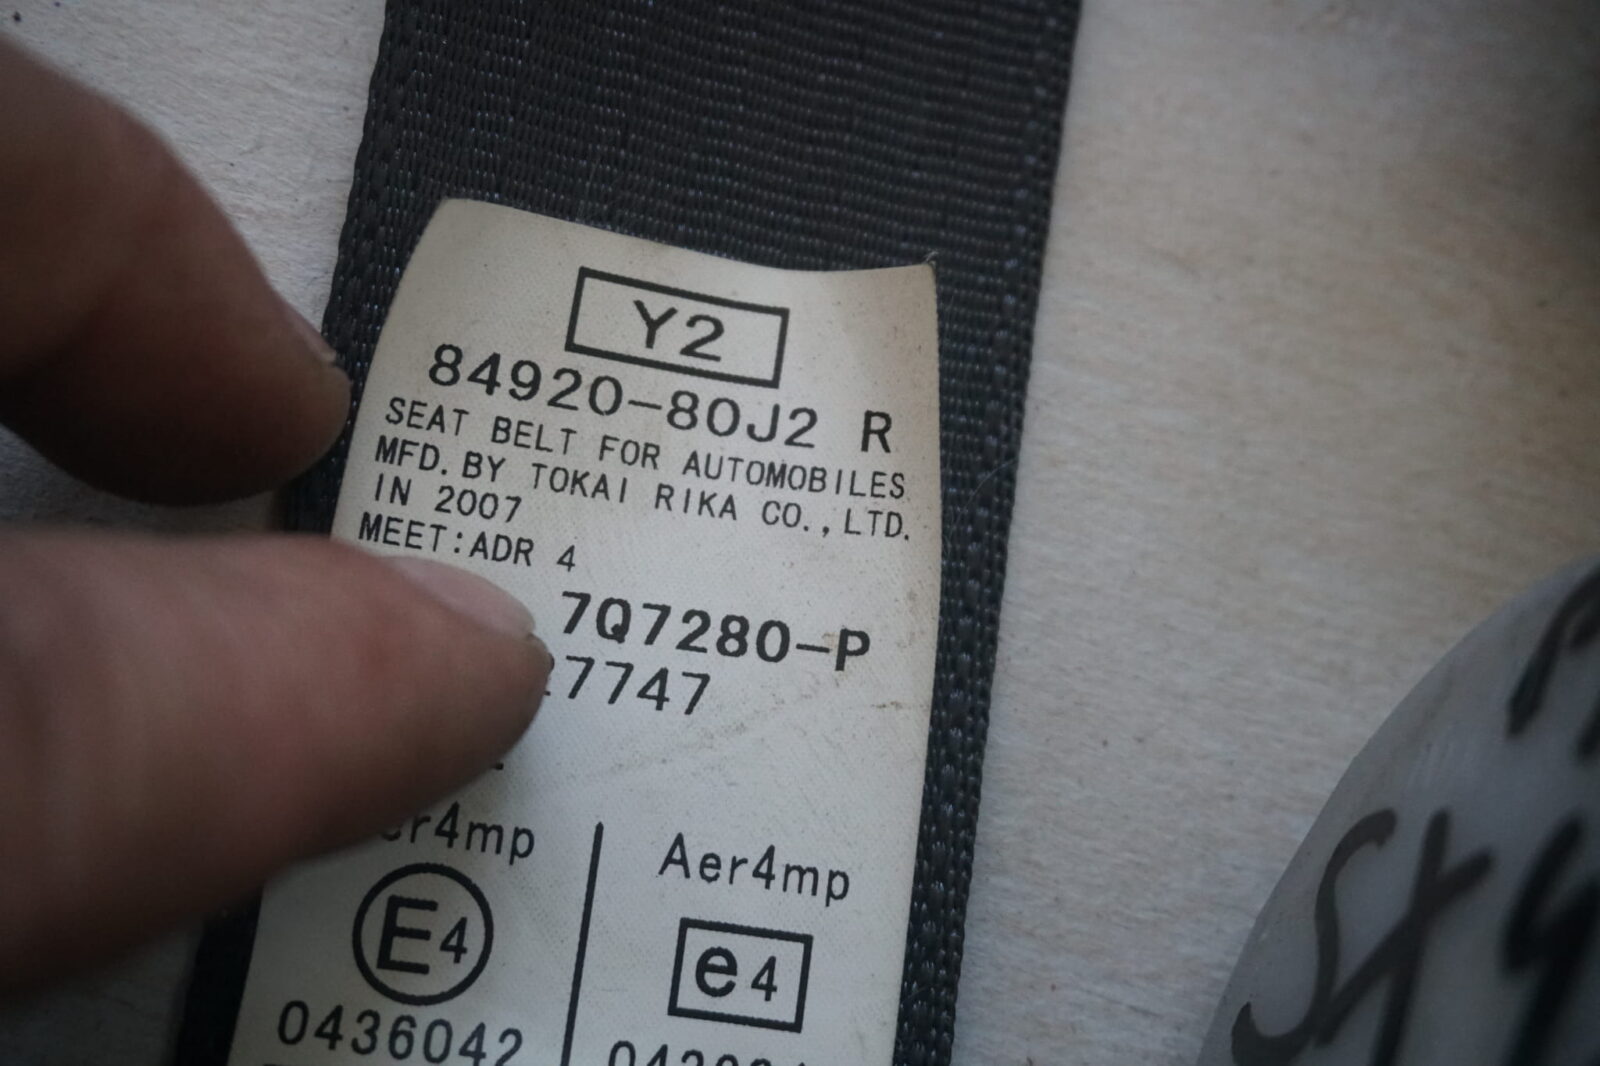 Y2
84920-80J2 R
SEAT BELT FOR AUTOMOBILES
MFD. BY TOKAI RIKA CO.,LTD.
IN 2007
MEET:ADR 4
7Q7280-P
7747
Aer4mp
E4
0436042
e4
SX4